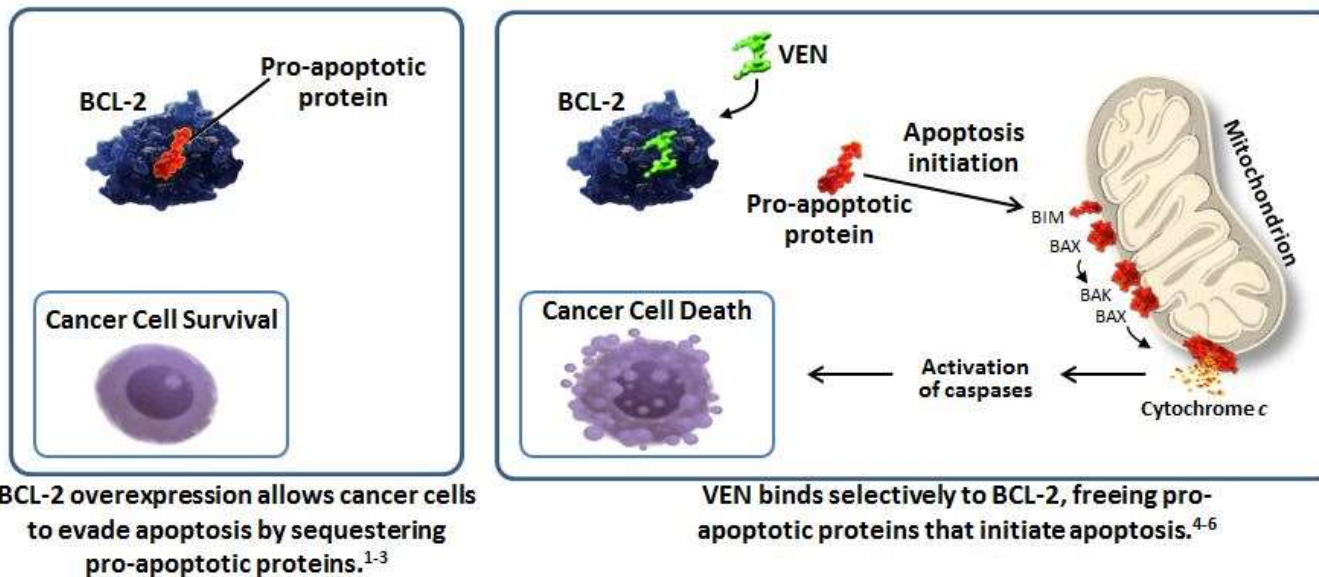 Pro-apoptotic
protein
BCL-2
Cancer Cell Survival
BCL-2 overexpression allows cancer cells
to evade apoptosis by sequestering
pro-apoptotic proteins.1-3
VEN
BCL-2
Apoptosis
initiation
Pro-apoptotic
protein
Mitochondrion
BIM
BAX
BAK
BAX
Cytochrome c
Activation
of caspases
Cancer Cell Death
VEN binds selectively to BCL-2, freeing pro-
apoptotic proteins that initiate apoptosis.4-6